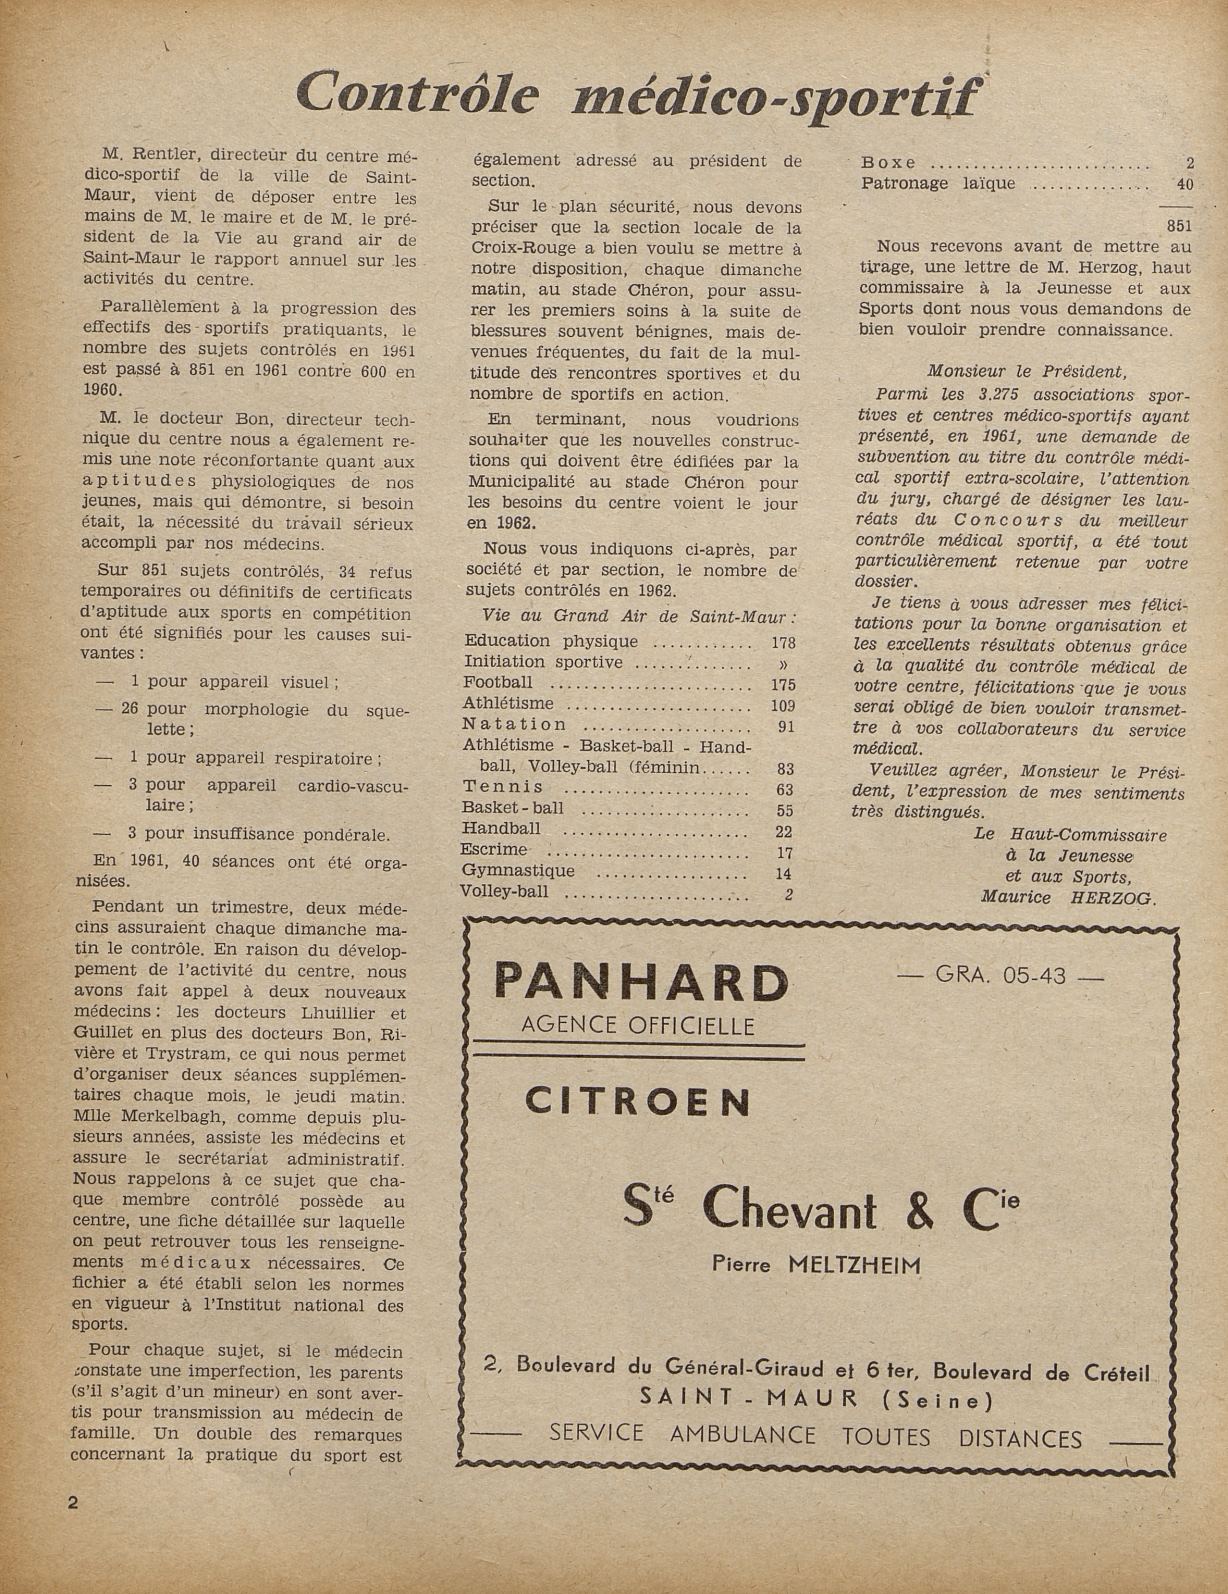 Contrôle médico-sportif
M. Rentler, directeur du centre mé-
dico-sportif de la ville de Saint-
Maur, vient de déposer entre les
mains de M. le maire et de M. le pré-
sident de la Vie au grand air de
Saint-Maur le rapport annuel sur les
activités du centre.
Parallèlement à la progression des
effectifs des sportifs pratiquants, le
nombre des sujets contrôlés en 1961
est passé à 851 en 1961 contre 600 en
1960.
M. le docteur Bon, directeur tech-
nique du centre nous a également re-
mis une note réconfortante quant aux
aptitudes physiologiques de nos
jeunes, mais qui démontre, si besoin
était, la nécessité du travail sérieux
accompli par nos médecins.
Sur 851 sujets contrôlés, 34 refus
temporaires ou définitifs de certificats
d'aptitude aux sports en compétition
ont été signifiés pour les causes sui-
vantes :
— 1 pour appareil visuel ;
— 26 pour morphologie du sque-
lette ;
— 1 pour appareil respiratoire ;
— 3 pour appareil cardio-vascu-
laire ;
— 3 pour insuffisance pondérale.
En 1961, 40 séances ont été orga-
nisées.
Pendant un trimestre, deux méde-
cins assuraient chaque dimanche ma-
tin le contrôle. En raison du dévelop-
pement de l'activité du centre, nous
avons fait appel à deux nouveaux
médecins : les docteurs Lhuillier et
Guillet en plus des docteurs Bon, Ri-
vière et Trystram, ce qui nous permet
d'organiser deux séances supplémen-
taires chaque mois, le jeudi matin.
Mlle Merkelbagh, comme depuis plu-
sieurs années, assiste les médecins et
assure le secrétariat administratif.
Nous rappelons à ce sujet que cha-
que membre contrôlé possède au
centre, une fiche détaillée sur laquelle
on peut retrouver tous les renseigne-
ments médicaux nécessaires. Ce
fichier a été établi selon les normes
en vigueur à l'Institut national des
sports.
Pour chaque sujet, si le médecin
constate une imperfection, les parents
(s'il s'agit d'un mineur) en sont aver-
tis pour transmission au médecin de
famille. Un double des remarques
concernant la pratique du sport est
également adressé au président de
section.
Sur le plan sécurité, nous devons
préciser que la section locale de la
Croix-Rouge a bien voulu se mettre à
notre disposition, chaque dimanche
matin, au stade Chéron, pour assu-
rer les premiers soins à la suite de
blessures souvent bénignes, mais de-
venues fréquentes, du fait de la mul-
titude des rencontres sportives et du
nombre de sportifs en action.
En terminant, nous voudrions
souhaiter que les nouvelles construc-
tions qui doivent être édifiées par la
Municipalité au stade Chéron pour
les besoins du centre voient le jour
en 1962.
Nous vous indiquons ci-après, par
société et par section, le nombre de
sujets contrôlés en 1962.
Vie au Grand Air de Saint-Maur :
Education physique ............ 178
Initiation sportive .............. »
Football ......................... 175
Athlétisme ....................... 109
Natation ..................... 91
Athlétisme - Basket-ball - Hand-
ball, Volley-ball (féminin...... 83
Tennis ....................... 63
Basket-ball ..................... 55
Handball ....................... 22
Escrime ......................... 17
Gymnastique ................... 14
Volley-ball ....................... 2
Boxe ........................... 2
Patronage laïque ............... 40
851
Nous recevons avant de mettre au
tirage, une lettre de M. Herzog, haut
commissaire à la Jeunesse et aux
Sports dont nous vous demandons de
bien vouloir prendre connaissance.
Monsieur le Président,
Parmi les 3.275 associations spor-
tives et centres médico-sportifs ayant
présenté, en 1961, une demande de
subvention au titre du contrôle médi-
cal sportif extra-scolaire, l'attention
du jury, chargé de désigner les lau-
réats du Concours du meilleur
contrôle médical sportif, a été tout
particulièrement retenue par votre
dossier.
Je tiens à vous adresser mes félici-
tations pour la bonne organisation et
les excellents résultats obtenus grâce
à la qualité du contrôle médical de
votre centre, félicitations que je vous
serai obligé de bien vouloir transmet-
tre à vos collaborateurs du service
médical.
Veuillez agréer, Monsieur le Prési-
dent, l'expression de mes sentiments
très distingués.
Le Haut-Commissaire
à la Jeunesse
et aux Sports,
Maurice HERZOG.
PANHARD
— GRA. 05-43 —
AGENCE OFFICIELLE
CITROEN
Sté Chevant & Cie
Pierre MELTZHEIM
2, Boulevard du Général-Giraud et 6 ter, Boulevard de Créteil
SAINT-MAUR (Seine)
SERVICE AMBULANCE TOUTES DISTANCES
2